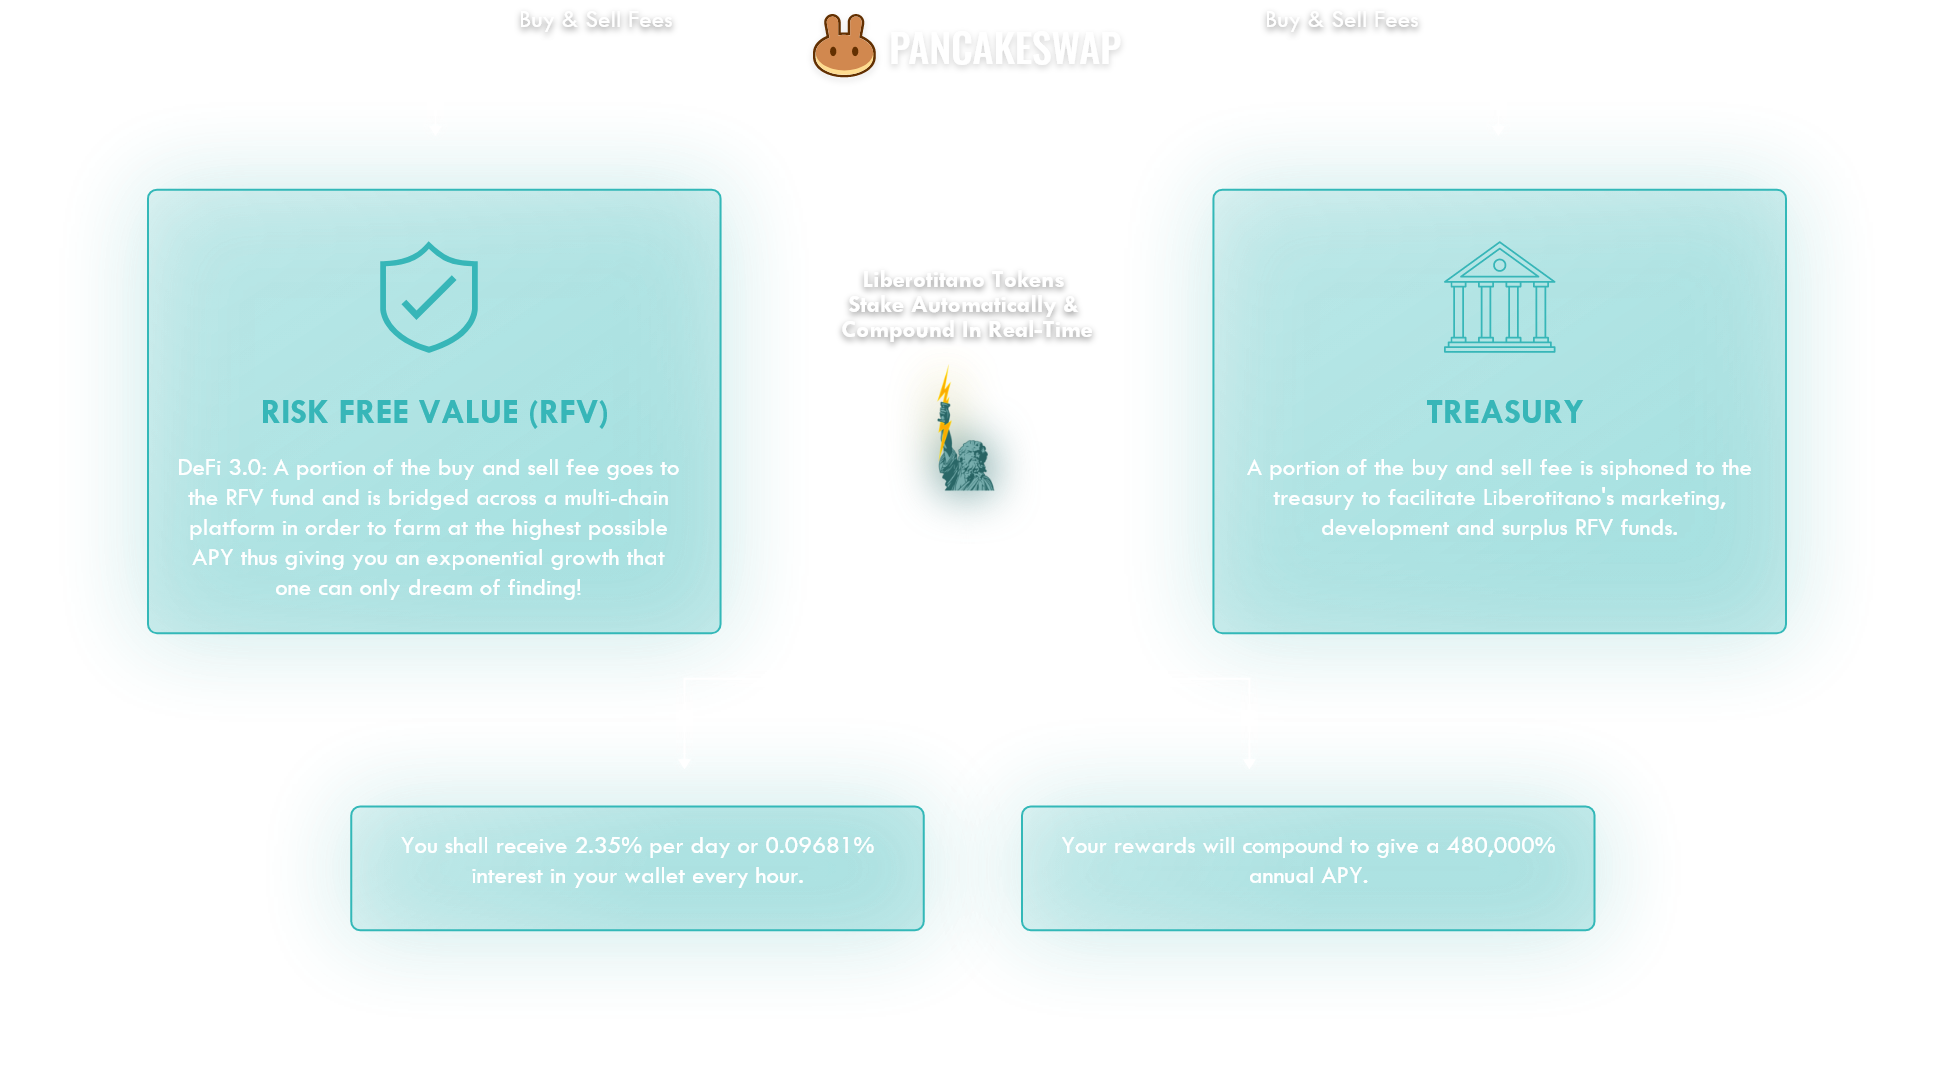 Buy & Sell Fees
PANCAKESWAP
Buy & Sell Fees
RISK FREE VALUE (RFV)
DeFi 3.0: A portion of the buy and sell fee goes to
the RFV fund and is bridged across a multi-chain
platform in order to farm at the highest possible
APY thus giving you an exponential growth that
one can only dream of finding!
Liberotitano Tokens
Stake Automatically &
Compound In Real-Time
TREASURY
A portion of the buy and sell fee is siphoned to the
treasury to facilitate Liberotitano's marketing,
development and surplus RFV funds.
You shall receive 2.35% per day or 0.09681%
interest in your wallet every hour.
Your rewards will compound to give a 480,000%
annual APY.